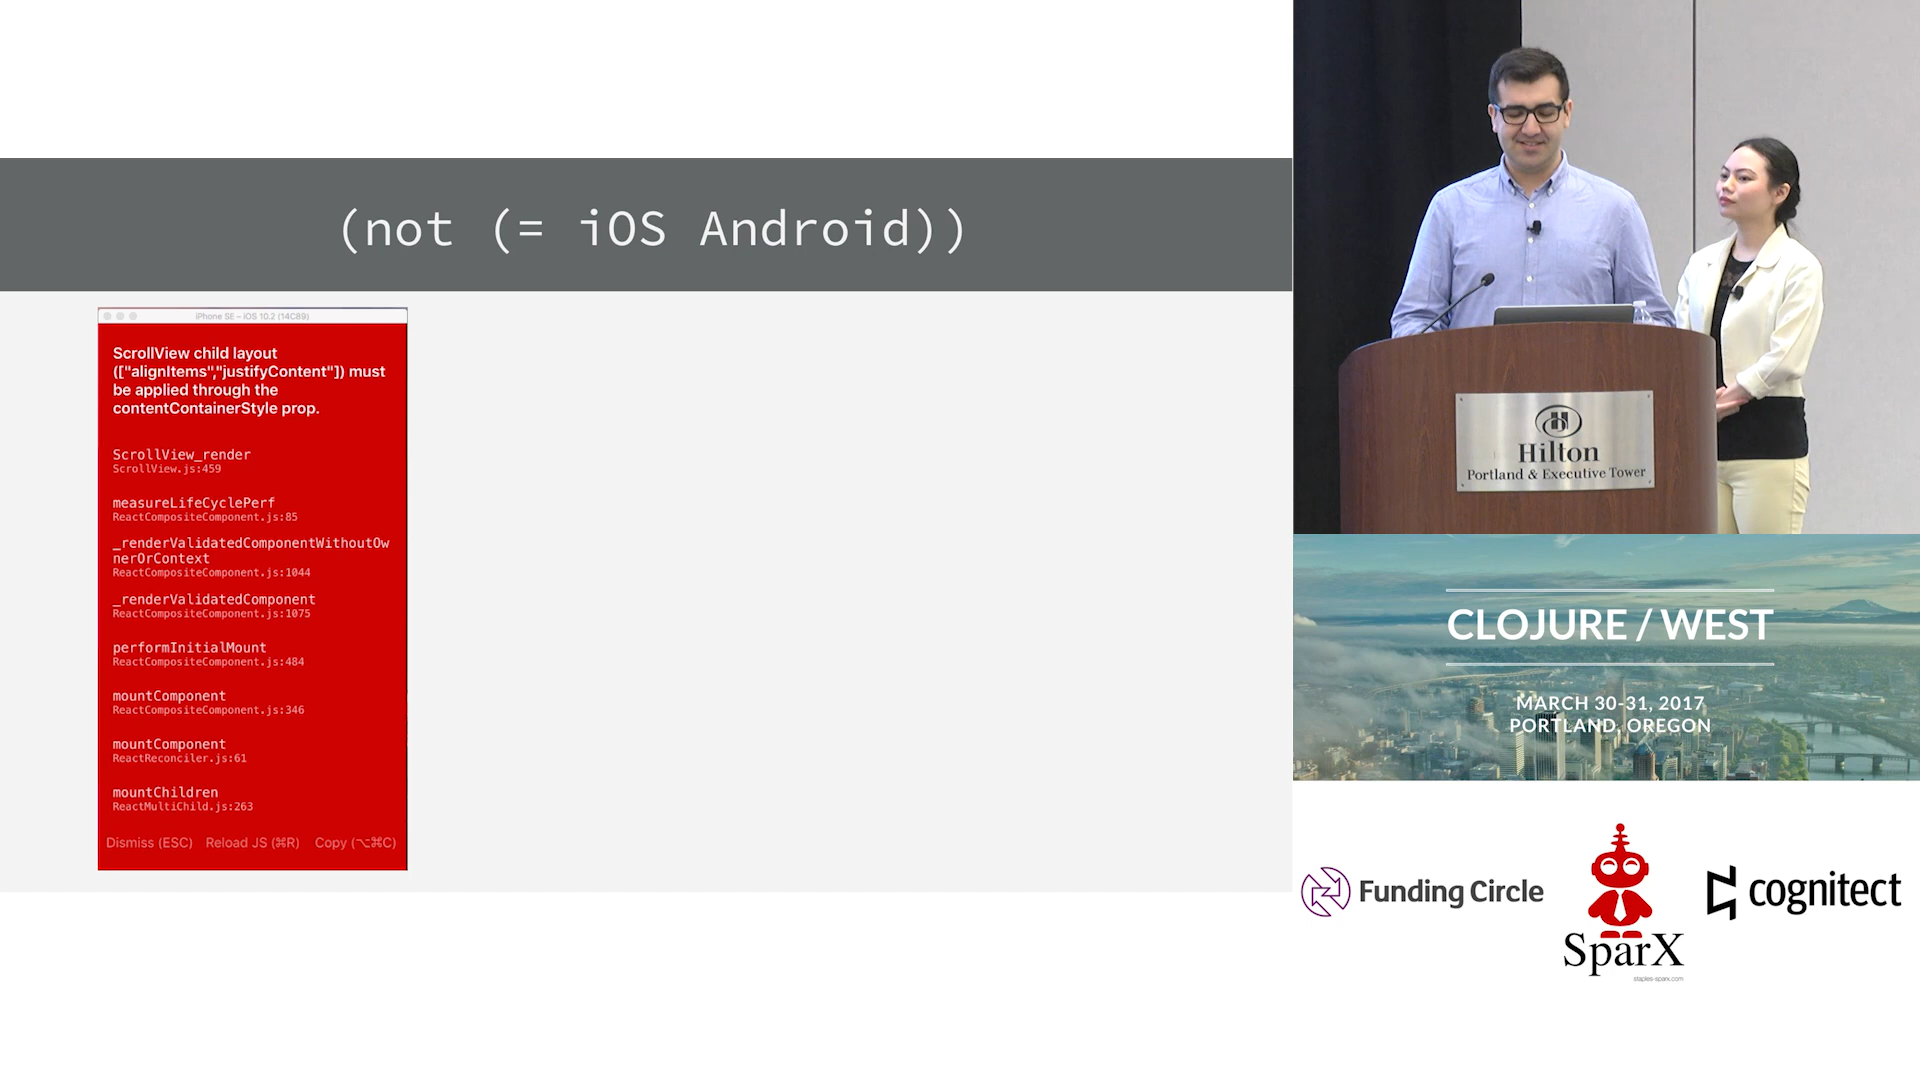 (not (= iOS Android))
iPhone SE – iOS 10.2 (14C89)
ScrollView child layout
(["alignItems","justifyContent"]) must
be applied through the
contentContainerStyle prop.
ScrollView_render
ScrollView.js:459
measureLifeCyclePerf
ReactCompositeComponent.js:85
_renderValidatedComponentWithoutOw
nerOrContext
ReactCompositeComponent.js:1044
_renderValidatedComponent
ReactCompositeComponent.js:1075
performInitialMount
ReactCompositeComponent.js:484
mountComponent
ReactCompositeComponent.js:346
mountComponent
ReactReconciler.js:61
mountChildren
ReactMultiChild.js:263
Dismiss (ESC) Reload JS (⌘R) Copy (⌥⌘C)
Hilton
Portland & Executive Tower
CLOJURE / WEST
MARCH 30-31, 2017
PORTLAND, OREGON
Funding Circle
SparX
staples-sparx.com
cognitect